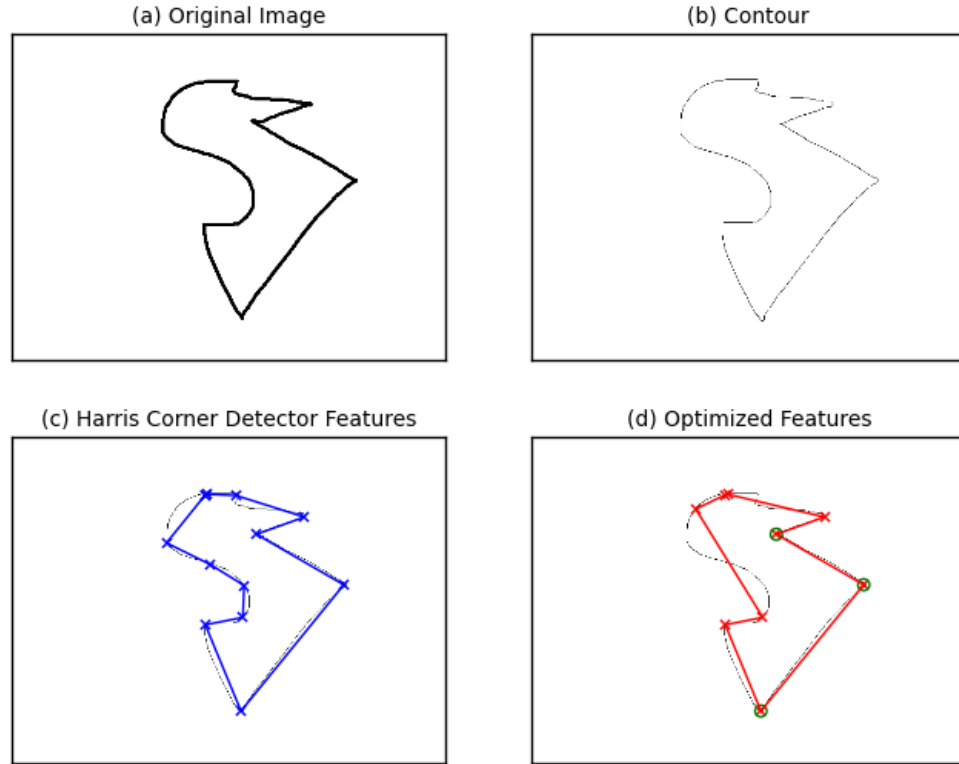 (a) Original Image
(b) Contour
(c) Harris Corner Detector Features
(d) Optimized Features